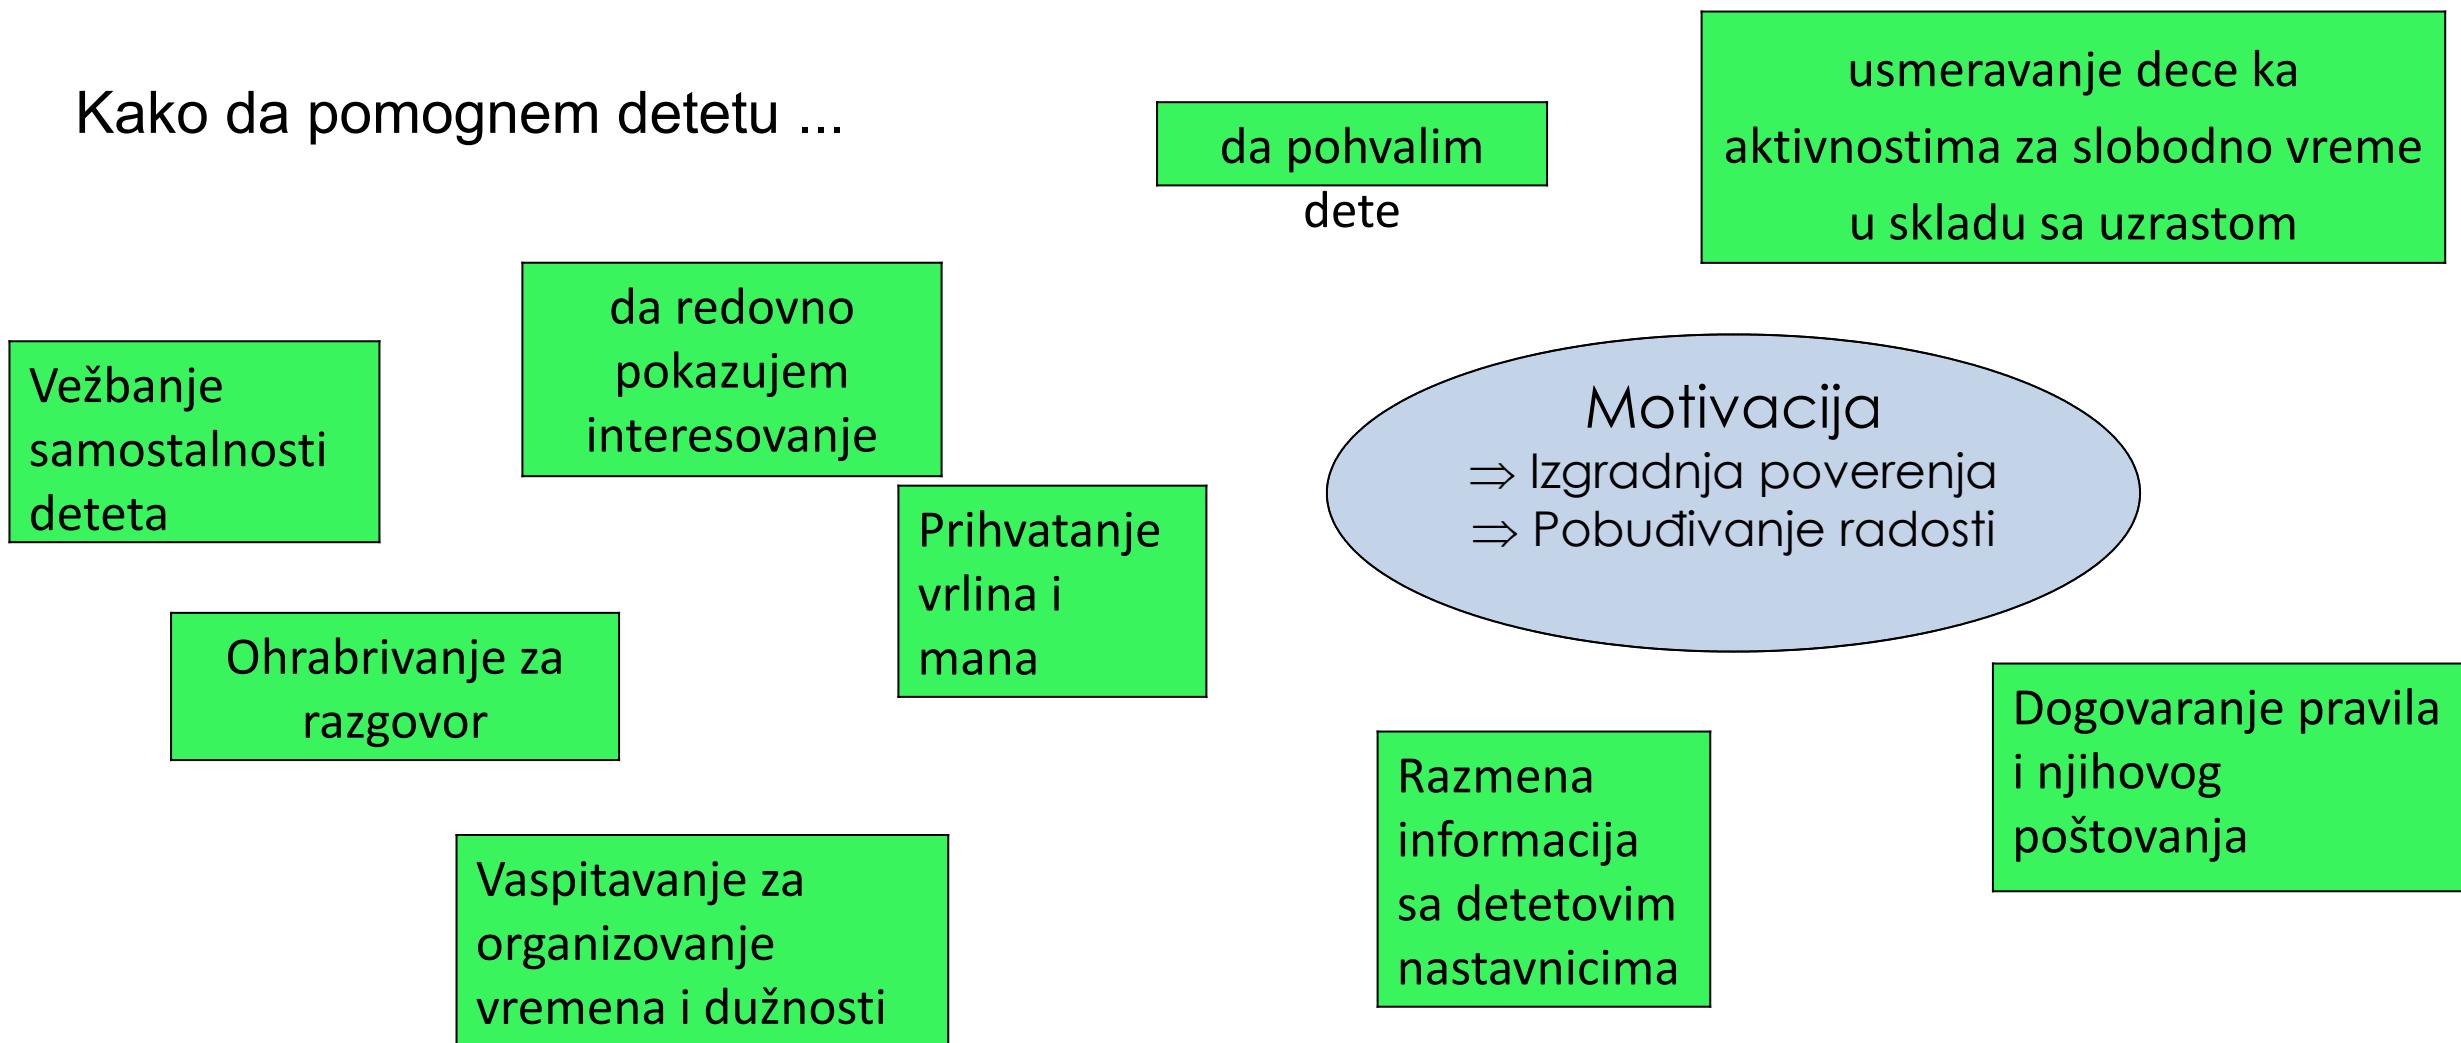 Kako da pomognem detetu ...
da pohvalim
dete
usmeravanje dece ka
aktivnostima za slobodno vreme
u skladu sa uzrastom
da redovno
pokazujem
interesovanje
Vežbanje
samostalnosti
deteta
Motivacija
⇒ Izgradnja poverenja
⇒ Pobuđivanje radosti
Prihvatanje
vrlina i
mana
Ohrabrivanje za
razgovor
Dogovaranje pravila
i njihovog
poštovanja
Razmena
informacija
sa detetovim
nastavnicima
Vaspitavanje za
organizovanje
vremena i dužnosti